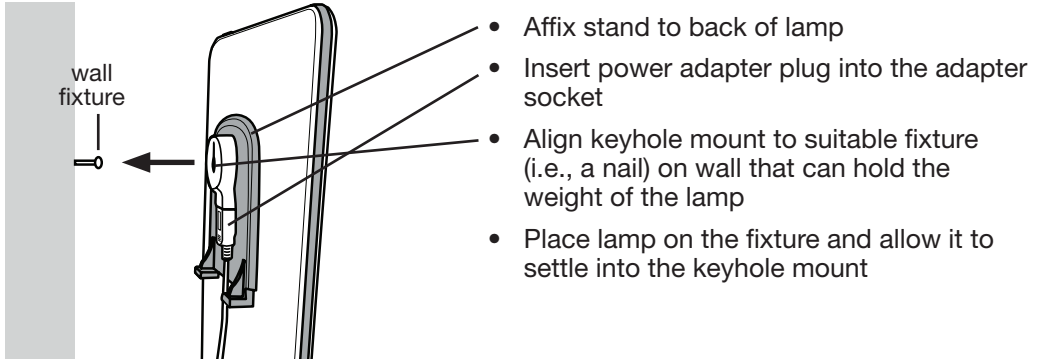 wall
fixture
• Affix stand to back of lamp
• Insert power adapter plug into the adapter
socket
• Align keyhole mount to suitable fixture
(i.e., a nail) on wall that can hold the
weight of the lamp
• Place lamp on the fixture and allow it to
settle into the keyhole mount